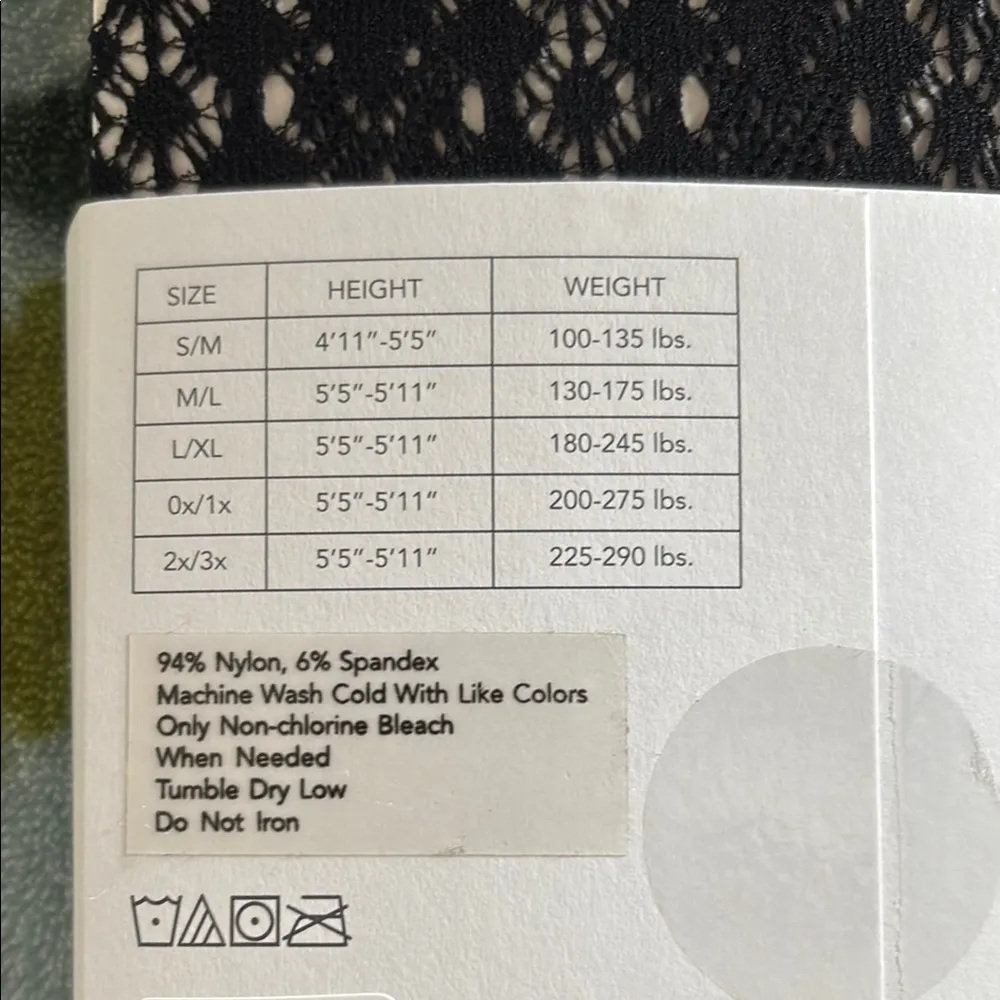 SIZE HEIGHT WEIGHT
S/M 4'11"-5'5" 100-135 lbs.
M/L 5'5"-5'11" 130-175 lbs.
L/XL 5'5"-5'11" 180-245 lbs.
0x/1x 5'5"-5'11" 200-275 lbs.
2x/3x 5'5"-5'11" 225-290 lbs.
94% Nylon, 6% Spandex
Machine Wash Cold With Like Colors
Only Non-chlorine Bleach
When Needed
Tumble Dry Low
Do Not Iron